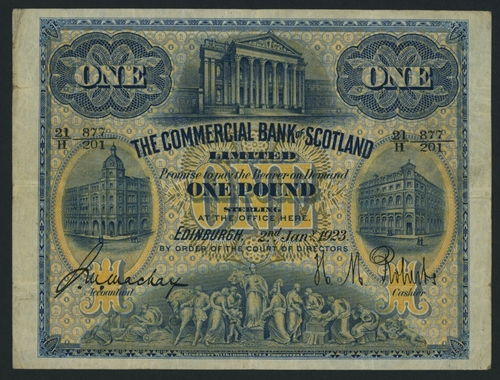 ONE
ONE
THE COMMERCIAL BANK OF SCOTLAND
LIMITED
21 877
H 201
21 877
H 201
Promise to pay the Bearer on Demand
ONE POUND
STERLING
AT THE OFFICE HERE.
EDINBURGH, 2nd Jany. 1923
BY ORDER OF THE COURT OF DIRECTORS
H
Accountant
Cashier